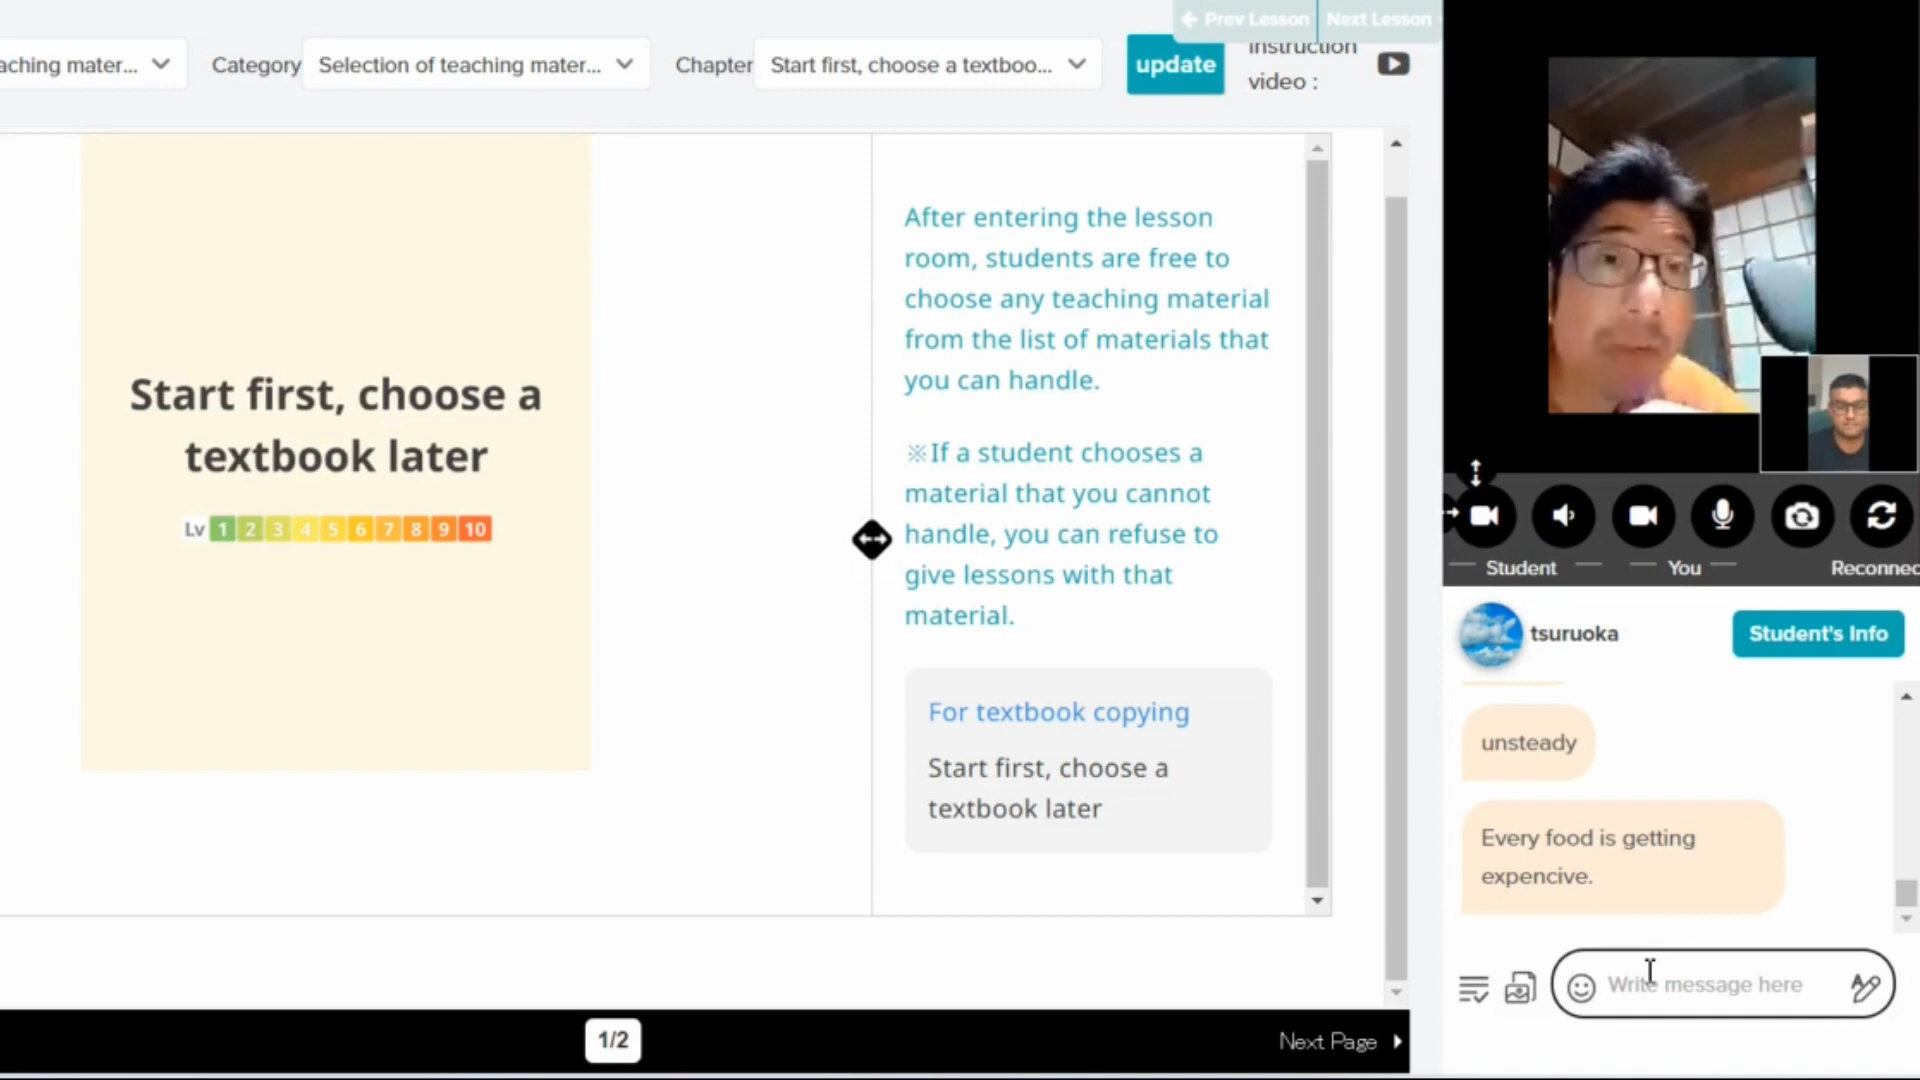 Prev Lesson
Next Lesson
aching mater...
Category
Selection of teaching mater...
Chapter
Start first, choose a textboo...
update
Instruction
video :
Start first, choose a
textbook later
Lv 1 2 3 4 5 6 7 8 9 10
After entering the lesson
room, students are free to
choose any teaching material
from the list of materials that
you can handle.
※If a student chooses a
material that you cannot
handle, you can refuse to
give lessons with that
material.
For textbook copying
Start first, choose a
textbook later
1/2
Next Page
Student
You
Reconnec
tsuruoka
Student's Info
unsteady
Every food is getting
expencive.
Write message here